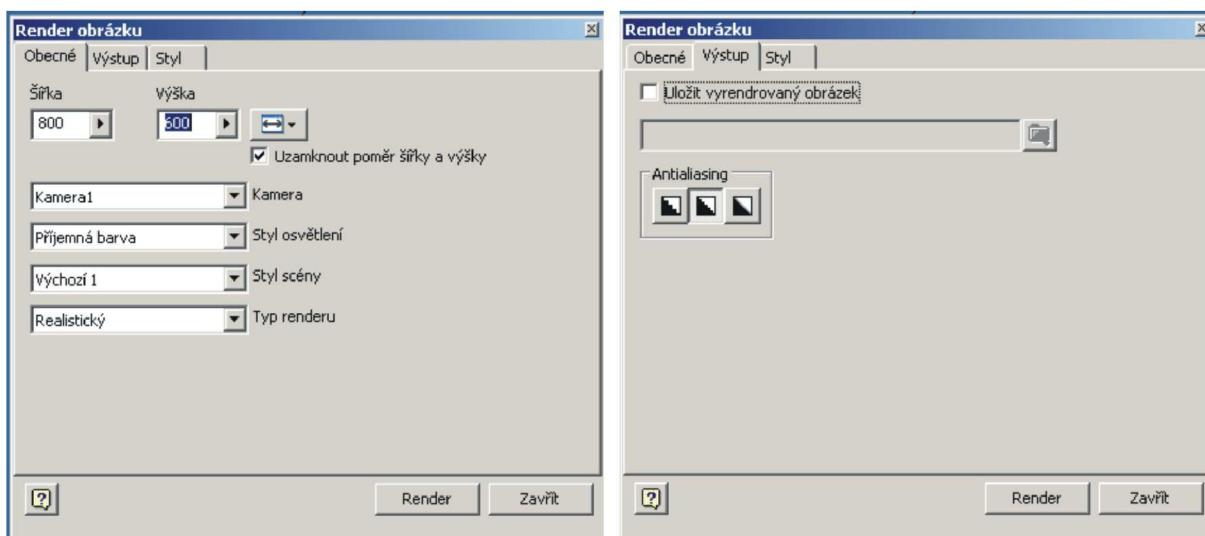 Render obrázku
Obecné Výstup Styl
Šířka Výška
800 600
Uzamknout poměr šířky a výšky
Kamera1 Kamera
Příjemná barva Styl osvětlení
Výchozí 1 Styl scény
Realistický Typ renderu
Render Zavřít
Render obrázku
Obecné Výstup Styl
Uložit vyrendrovaný obrázek
Antialiasing
Render Zavřít